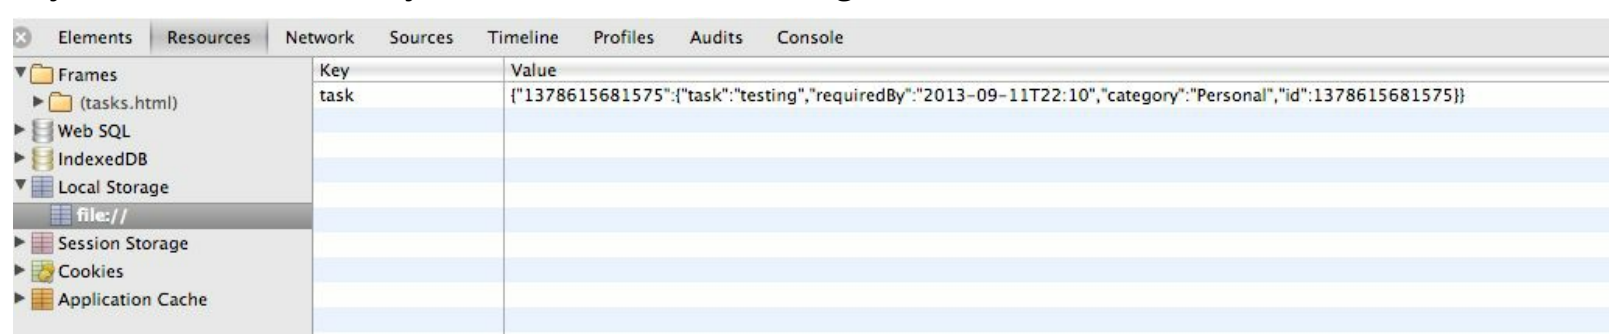 Elements Resources Network Sources Timeline Profiles Audits Console
Frames
(tasks.html)
Web SQL
IndexedDB
Local Storage
file://
Session Storage
Cookies
Application Cache
Key Value
task {"1378615681575":{"task":"testing","requiredBy":"2013-09-11T22:10","category":"Personal","id":1378615681575}}